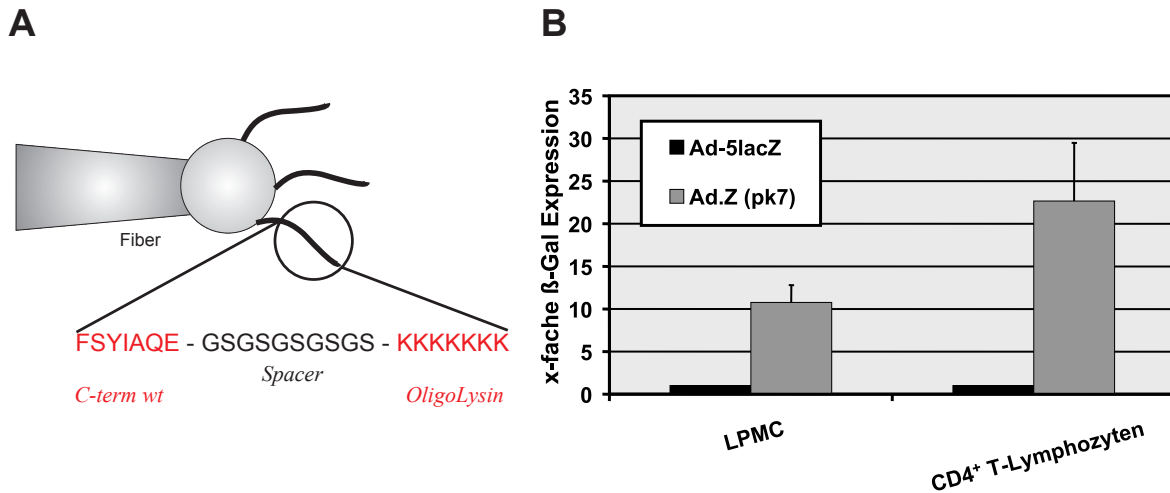 A
Fiber
FSYIAQE - GSGSGSGSGS - KKKKKKK
Spacer
C-term wt
OligoLysin
B
x-fache ß-Gal Expression
35
30
25
20
15
10
5
0
Ad-5lacZ
Ad.Z (pk7)
LPMC
CD4⁺ T-Lymphozyten